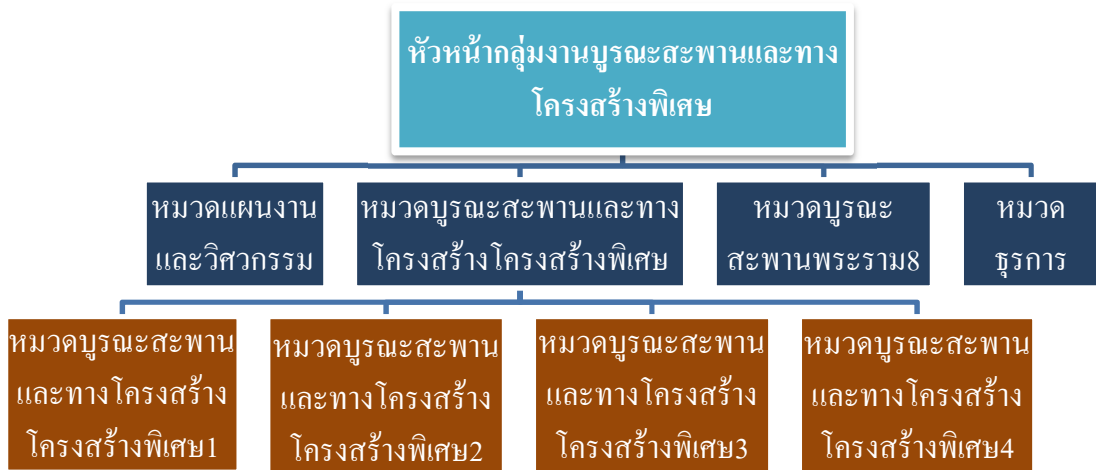 หัวหน้ากลุ่มงานบูรณะสะพานและทาง
โครงสร้างพิเศษ
หมวดแผนงาน
และวิศวกรรม
หมวดบูรณะสะพานและทาง
โครงสร้างโครงสร้างพิเศษ
หมวดบูรณะ
สะพานพระราม8
หมวด
ธุรการ
หมวดบูรณะสะพาน
และทางโครงสร้าง
โครงสร้างพิเศษ1
หมวดบูรณะสะพาน
และทางโครงสร้าง
โครงสร้างพิเศษ2
หมวดบูรณะสะพาน
และทางโครงสร้าง
โครงสร้างพิเศษ3
หมวดบูรณะสะพาน
และทางโครงสร้าง
โครงสร้างพิเศษ4